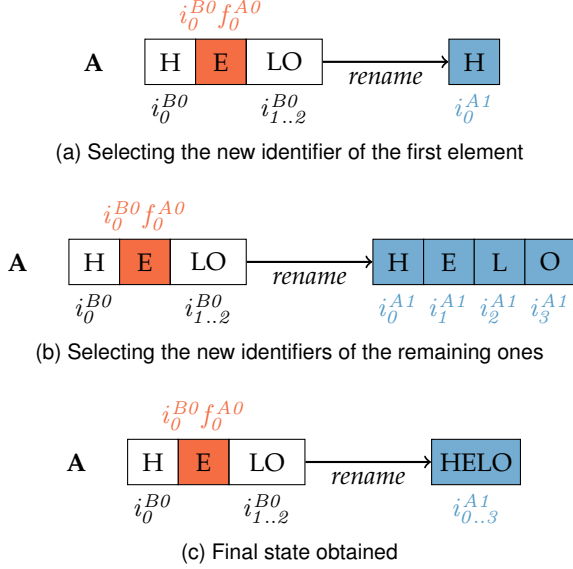 i_0^{B0} f_0^{A0}
A H E LO rename H
i_0^{B0} i_{1..2}^{B0} i_0^{A1}
(a) Selecting the new identifier of the first element
i_0^{B0} f_0^{A0}
A H E LO rename H E L O
i_0^{B0} i_{1..2}^{B0} i_0^{A1} i_1^{A1} i_2^{A1} i_3^{A1}
(b) Selecting the new identifiers of the remaining ones
i_0^{B0} f_0^{A0}
A H E LO rename HELO
i_0^{B0} i_{1..2}^{B0} i_{0..3}^{A1}
(c) Final state obtained